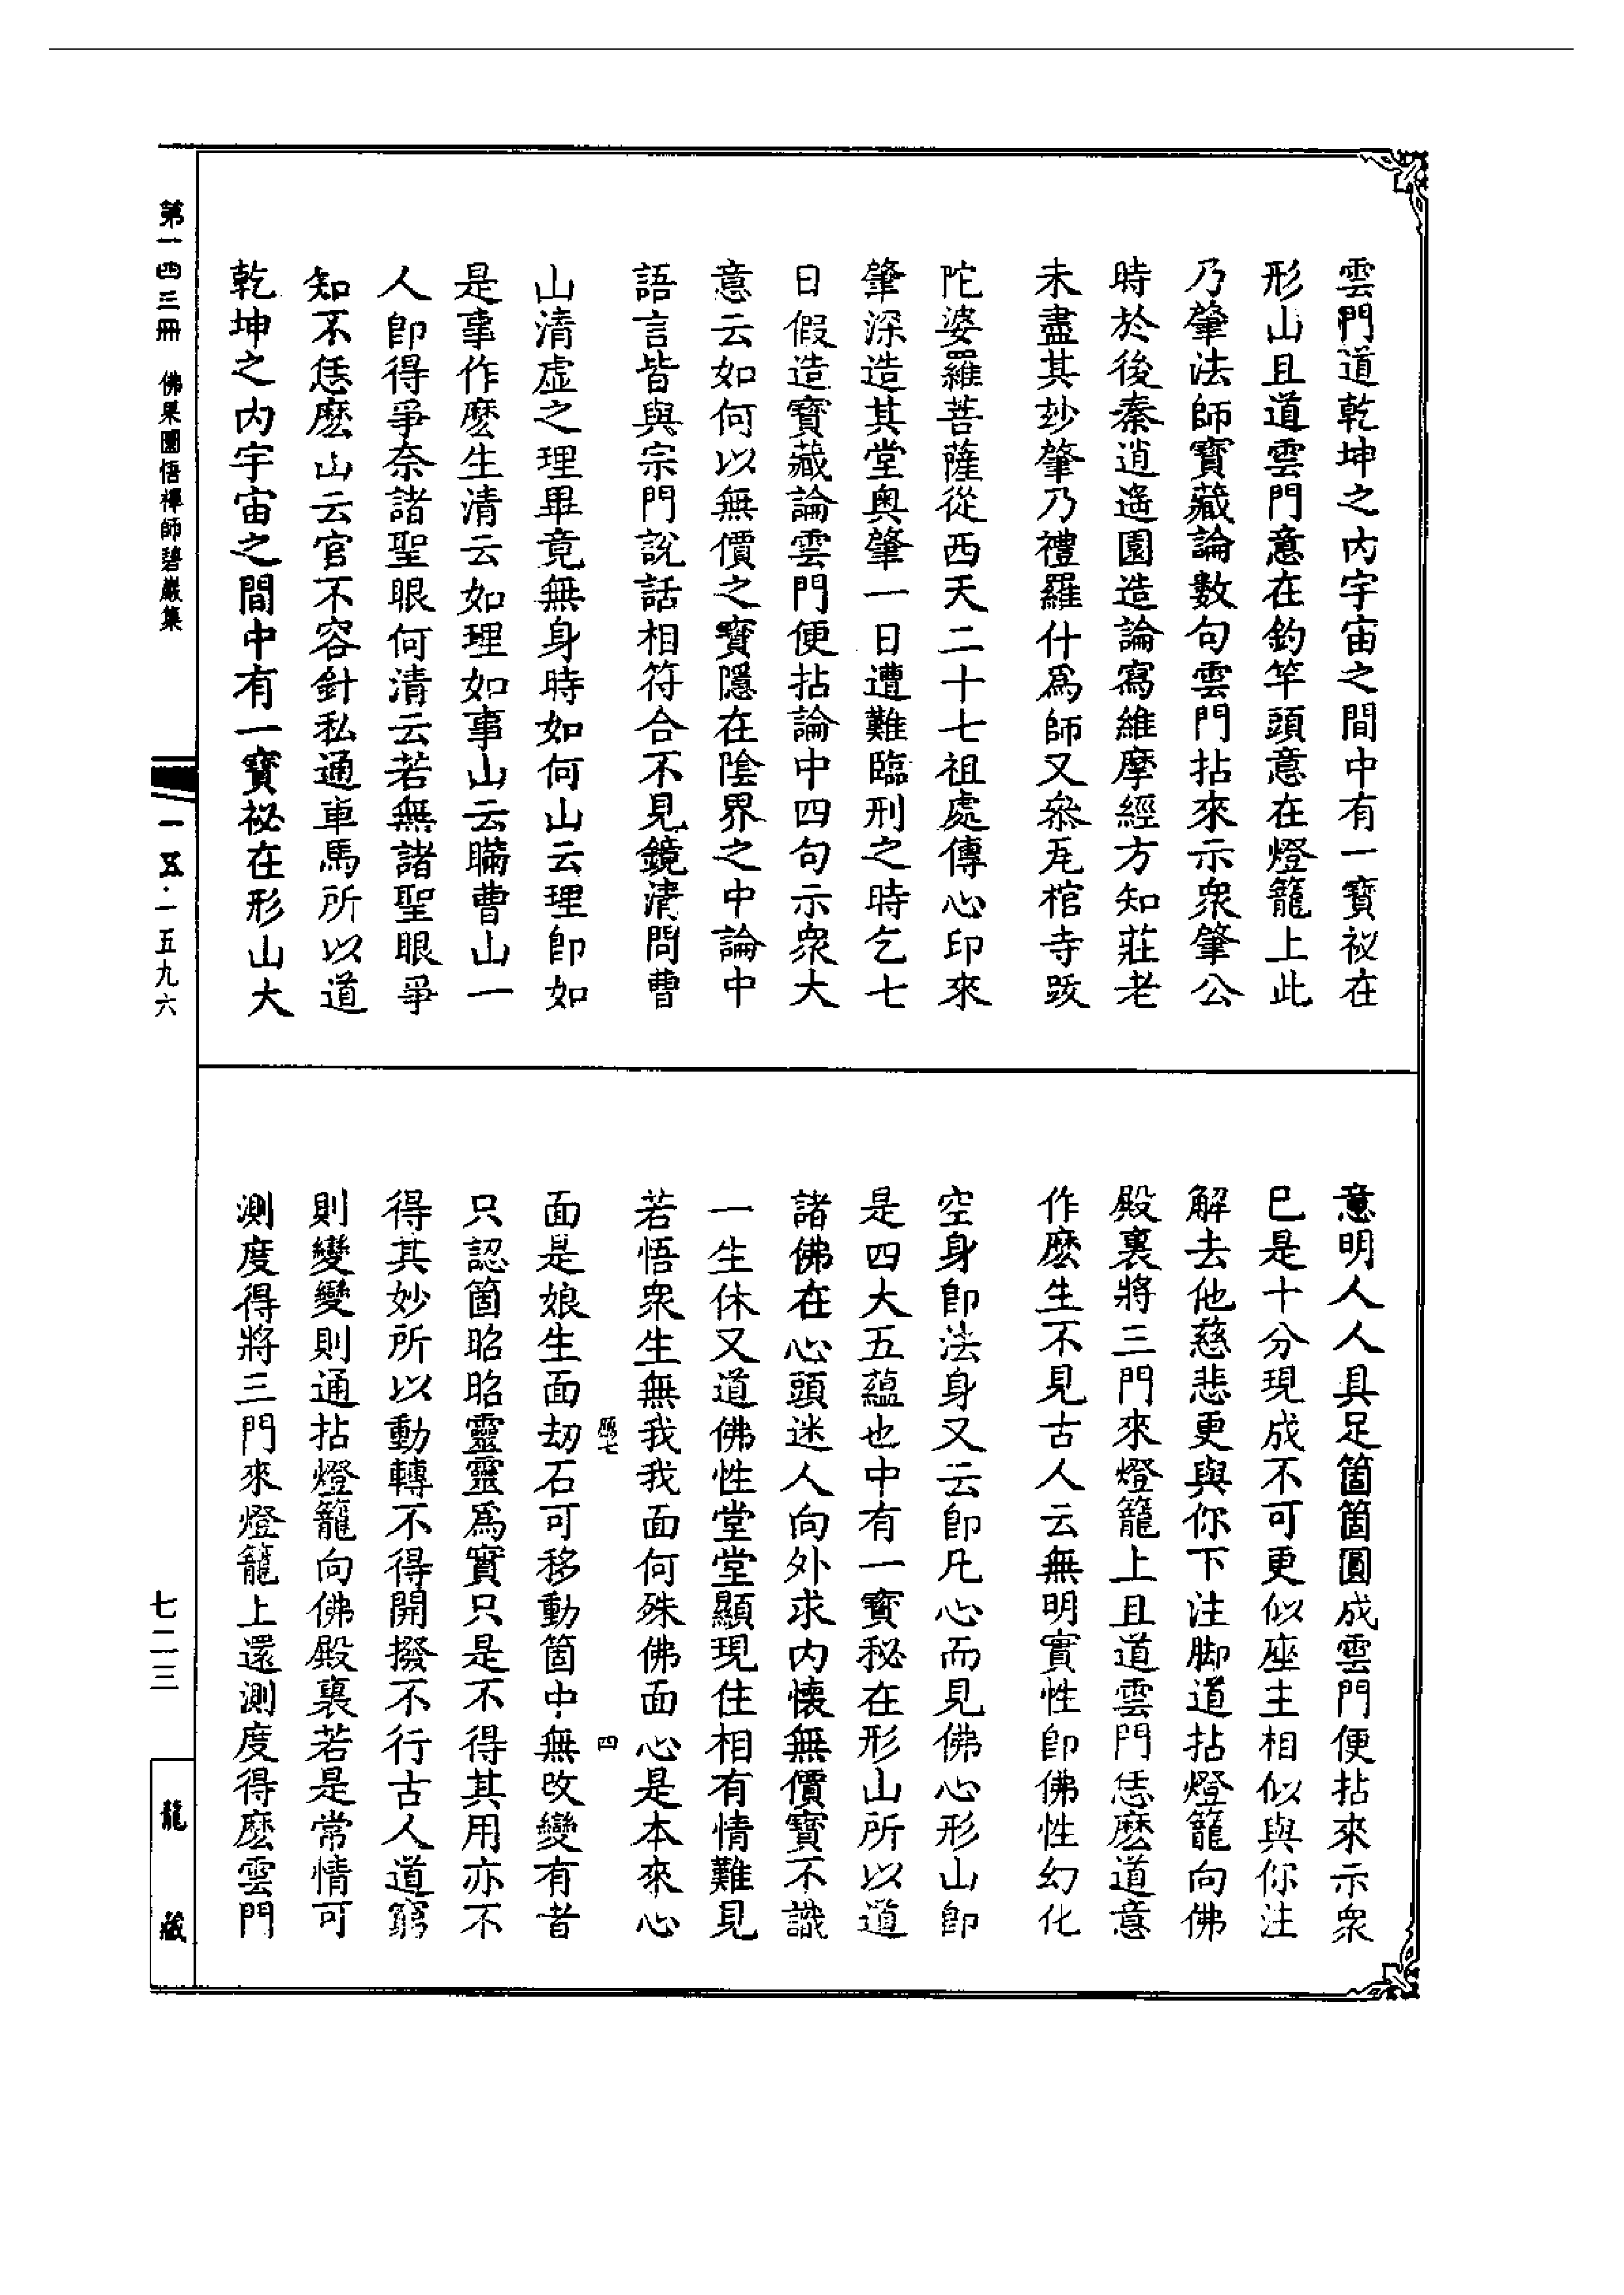 雲門道乾坤之内宇宙之間中有一寶祕在
形山且道雲門意在釣竿頭意在燈籠上此
乃肇法師寶藏論數句雲門拈來示衆肇公
時於後秦逍遙園造論寫維摩經方知莊老
未盡其玅肇乃禮羅什爲師又叅瓦棺寺跋
陀婆羅菩薩從西天二十七祖處傳心印來
肇深造其堂奥肇一日遭難臨刑之時乞七
日假造寶藏論雲門便拈論中四句示衆大
意云如何以無價之寶隱在陰界之中論中
語言皆與宗門說話相符合不見鏡清問曹
山清虚之理畢竟無身時如何山云理卽如
是事作麽生清云如理如事山云瞞曹山一
人卽得爭奈諸聖眼何清云若無諸聖眼爭
知不恁麽山云官不容針私通車馬所以道
乾坤之内宇宙之間中有一寶祕在形山大
意明人人具足箇箇圓成雲門便拈來示衆
已是十分現成不可更似座主相似與你注
解去他慈悲更與你下注脚道拈燈籠向佛
殿裏將三門來燈籠上且道雲門恁麽道意
作麽生不見古人云無明實性卽佛性幻化
空身卽法身又云卽凡心而見佛心形山卽
是四大五蘊也中有一寶秘在形山所以道
諸佛在心頭迷人向外求内懐無價寶不識
一生休又道佛性堂堂顯現住相有情難見
若悟衆生無我我面何殊佛面心是本來心
面是娘生面劫石可移動箇中無改變有者
只認箇昭昭靈靈爲實只是不得其用亦不
得其妙所以動轉不得開撥不行古人道窮
則變變則通拈燈籠向佛殿裏若是常情可
測度得將三門來燈籠上還測度得麽雲門
四
第一四三冊 佛果圜悟禪師碧巖集
一五·一五九六
七二三
龍藏